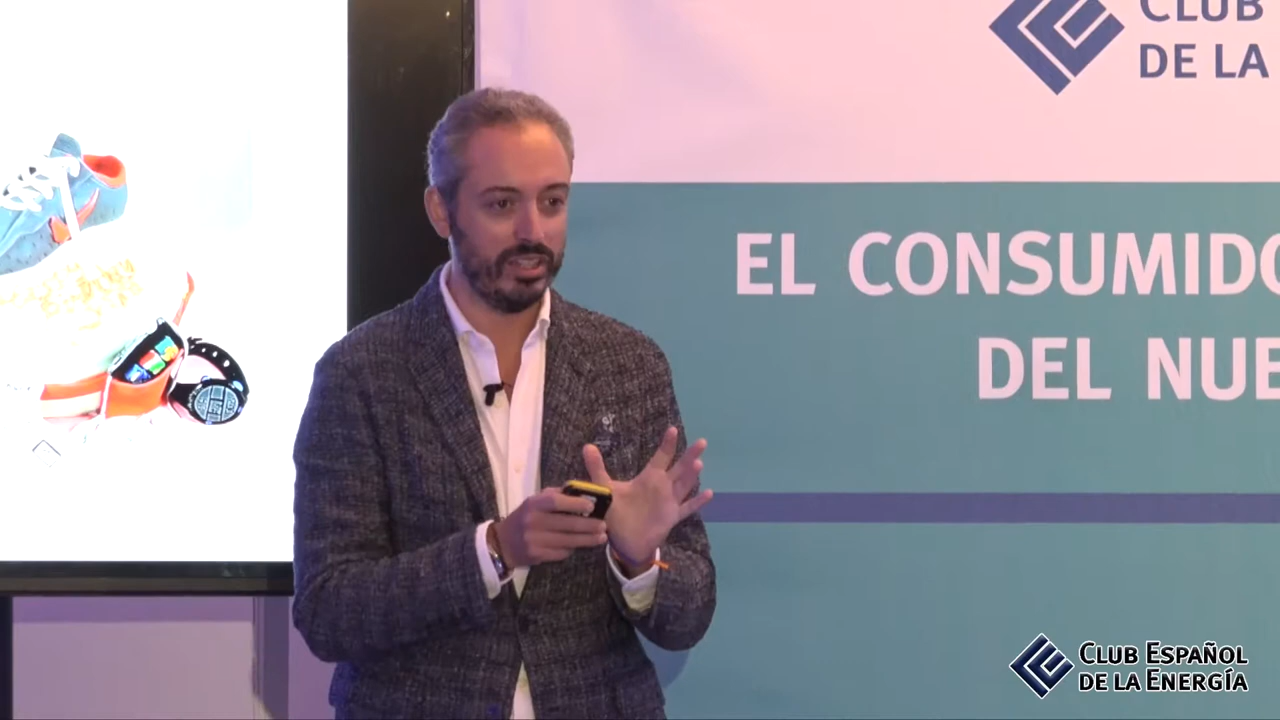 CLUB
DE LA
EL CONSUMIDO
DEL NUE
CLUB ESPAÑOL
DE LA ENERGÍA